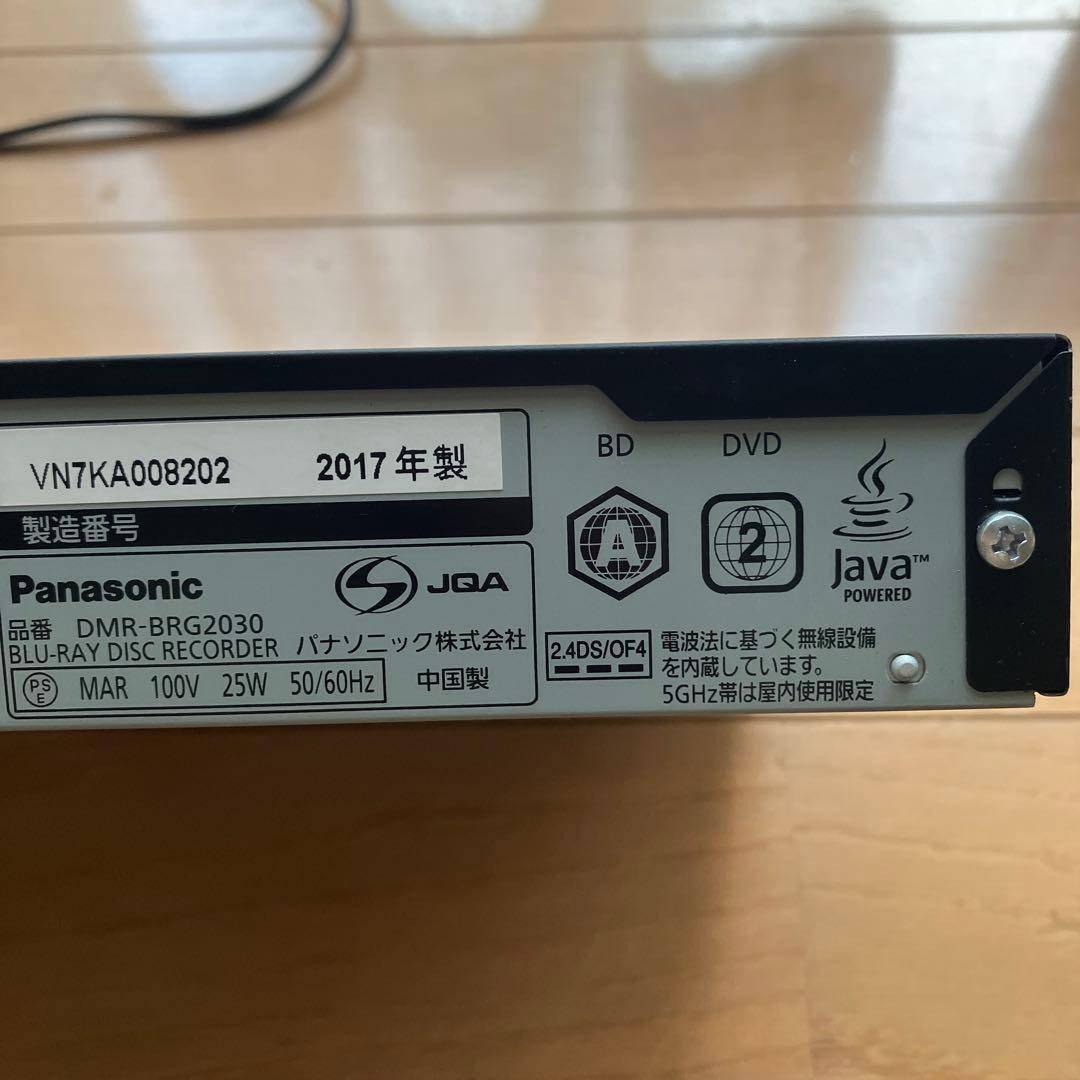 VN7KA008202 2017年製
製造番号
Panasonic JQA
品番 DMR-BRG2030
BLU-RAY DISC RECORDER パナソニック株式会社
PSE MAR 100V 25W 50/60Hz 中国製
BD DVD
A 2
Java™
POWERED
2.4DS/OF4
電波法に基づく無線設備
を内蔵しています。
5GHz帯は屋内使用限定